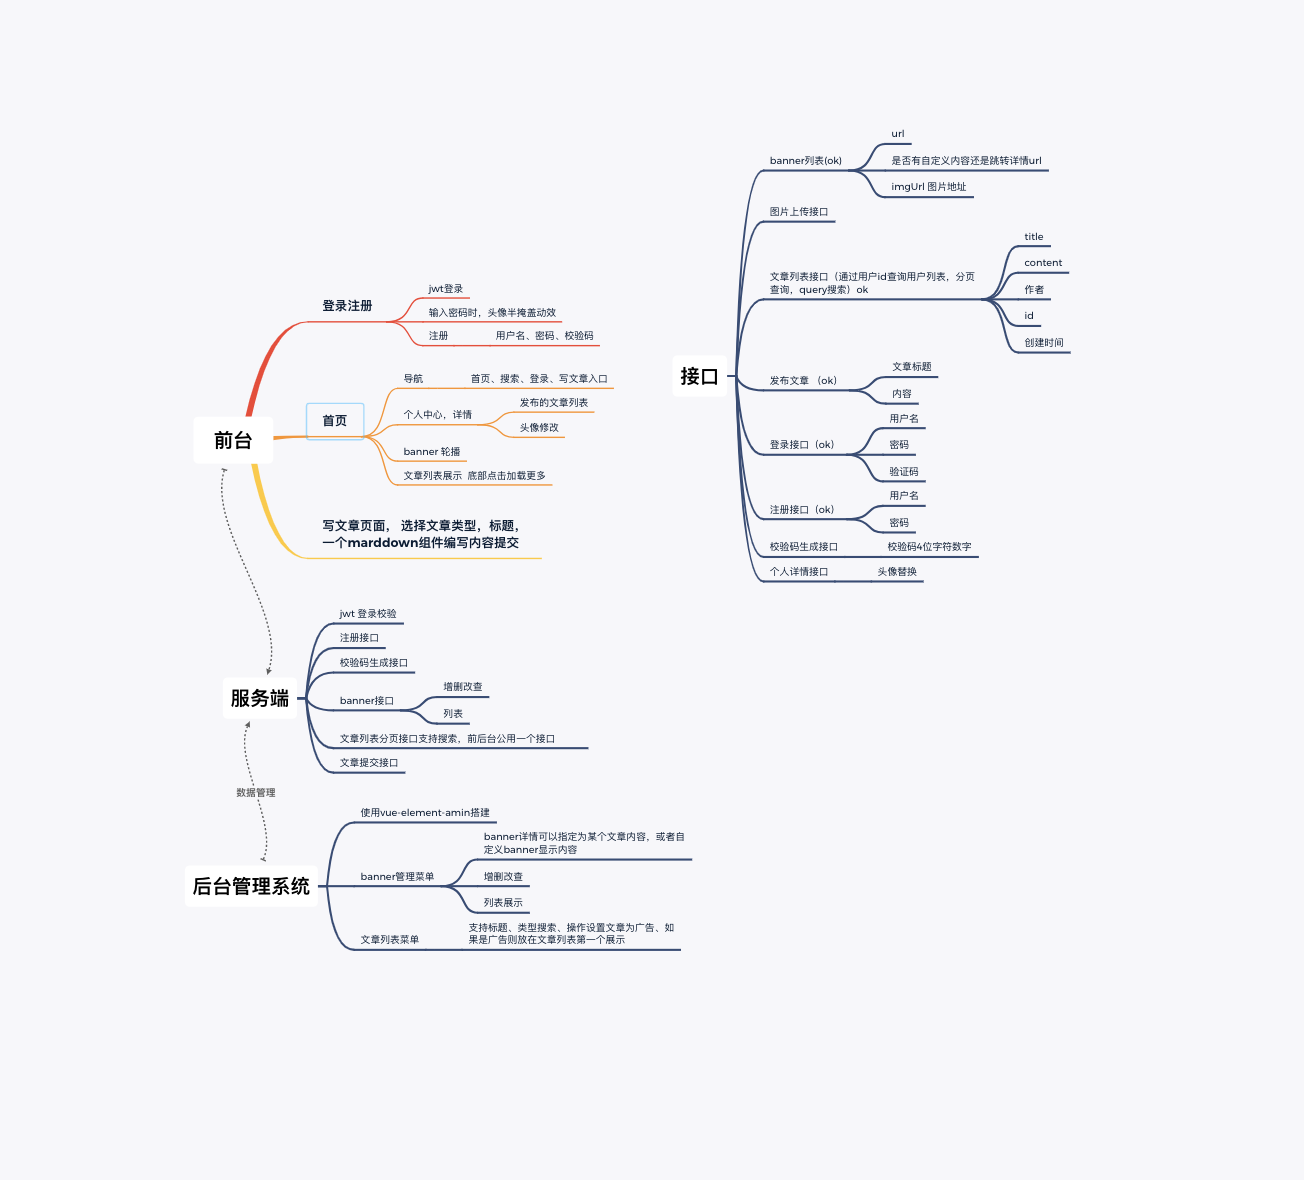 前台
登录注册
jwt登录
输入密码时，头像半掩盖动效
注册
用户名、密码、校验码
首页
导航
首页、搜索、登录、写文章入口
个人中心，详情
发布的文章列表
头像修改
banner 轮播
文章列表展示 底部点击加载更多
写文章页面， 选择文章类型，标题，
一个marddown组件编写内容提交
服务端
jwt 登录校验
注册接口
校验码生成接口
banner接口
增删改查
列表
文章列表分页接口支持搜索，前后台公用一个接口
文章提交接口
数据管理
后台管理系统
使用vue-element-amin搭建
banner管理菜单
banner详情可以指定为某个文章内容，或者自
定义banner显示内容
增删改查
列表展示
文章列表菜单
支持标题、类型搜索、操作设置文章为广告、如
果是广告则放在文章列表第一个展示
接口
banner列表(ok)
url
是否有自定义内容还是跳转详情url
imgUrl 图片地址
图片上传接口
文章列表接口（通过用户id查询用户列表，分页
查询，query搜索）ok
title
content
作者
id
创建时间
发布文章 （ok）
文章标题
内容
登录接口（ok）
用户名
密码
验证码
注册接口（ok）
用户名
密码
校验码生成接口
校验码4位字符数字
个人详情接口
头像替换